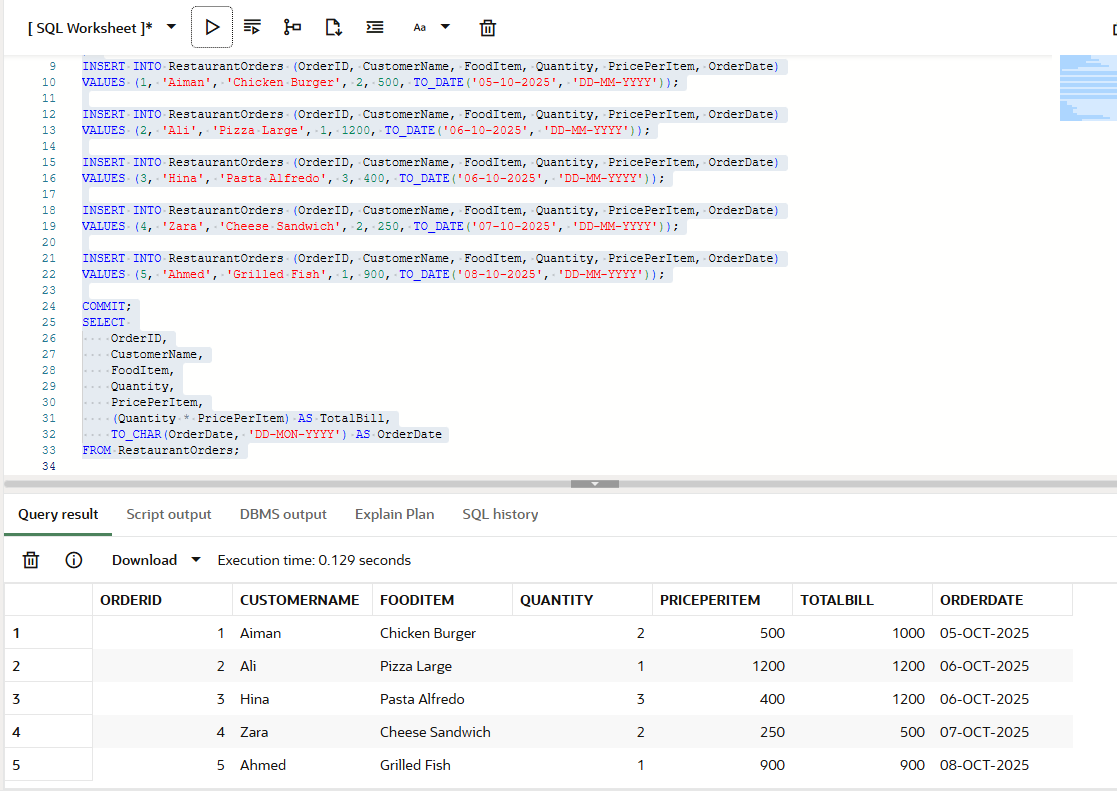 [ SQL Worksheet ]*
Aa
9 INSERT INTO RestaurantOrders (OrderID, CustomerName, FoodItem, Quantity, PricePerItem, OrderDate)
10 VALUES (1, 'Aiman', 'Chicken Burger', 2, 500, TO_DATE('05-10-2025', 'DD-MM-YYYY'));
11
12 INSERT INTO RestaurantOrders (OrderID, CustomerName, FoodItem, Quantity, PricePerItem, OrderDate)
13 VALUES (2, 'Ali', 'Pizza Large', 1, 1200, TO_DATE('06-10-2025', 'DD-MM-YYYY'));
14
15 INSERT INTO RestaurantOrders (OrderID, CustomerName, FoodItem, Quantity, PricePerItem, OrderDate)
16 VALUES (3, 'Hina', 'Pasta Alfredo', 3, 400, TO_DATE('06-10-2025', 'DD-MM-YYYY'));
17
18 INSERT INTO RestaurantOrders (OrderID, CustomerName, FoodItem, Quantity, PricePerItem, OrderDate)
19 VALUES (4, 'Zara', 'Cheese Sandwich', 2, 250, TO_DATE('07-10-2025', 'DD-MM-YYYY'));
20
21 INSERT INTO RestaurantOrders (OrderID, CustomerName, FoodItem, Quantity, PricePerItem, OrderDate)
22 VALUES (5, 'Ahmed', 'Grilled Fish', 1, 900, TO_DATE('08-10-2025', 'DD-MM-YYYY'));
23
24 COMMIT;
25 SELECT
26 OrderID,
27 CustomerName,
28 FoodItem,
29 Quantity,
30 PricePerItem,
31 (Quantity * PricePerItem) AS TotalBill,
32 TO_CHAR(OrderDate, 'DD-MON-YYYY') AS OrderDate
33 FROM RestaurantOrders;
34
Query result Script output DBMS output Explain Plan SQL history
Download Execution time: 0.129 seconds
ORDERID CUSTOMERNAME FOODITEM QUANTITY PRICEPERITEM TOTALBILL ORDERDATE
1 1 Aiman Chicken Burger 2 500 1000 05-OCT-2025
2 2 Ali Pizza Large 1 1200 1200 06-OCT-2025
3 3 Hina Pasta Alfredo 3 400 1200 06-OCT-2025
4 4 Zara Cheese Sandwich 2 250 500 07-OCT-2025
5 5 Ahmed Grilled Fish 1 900 900 08-OCT-2025